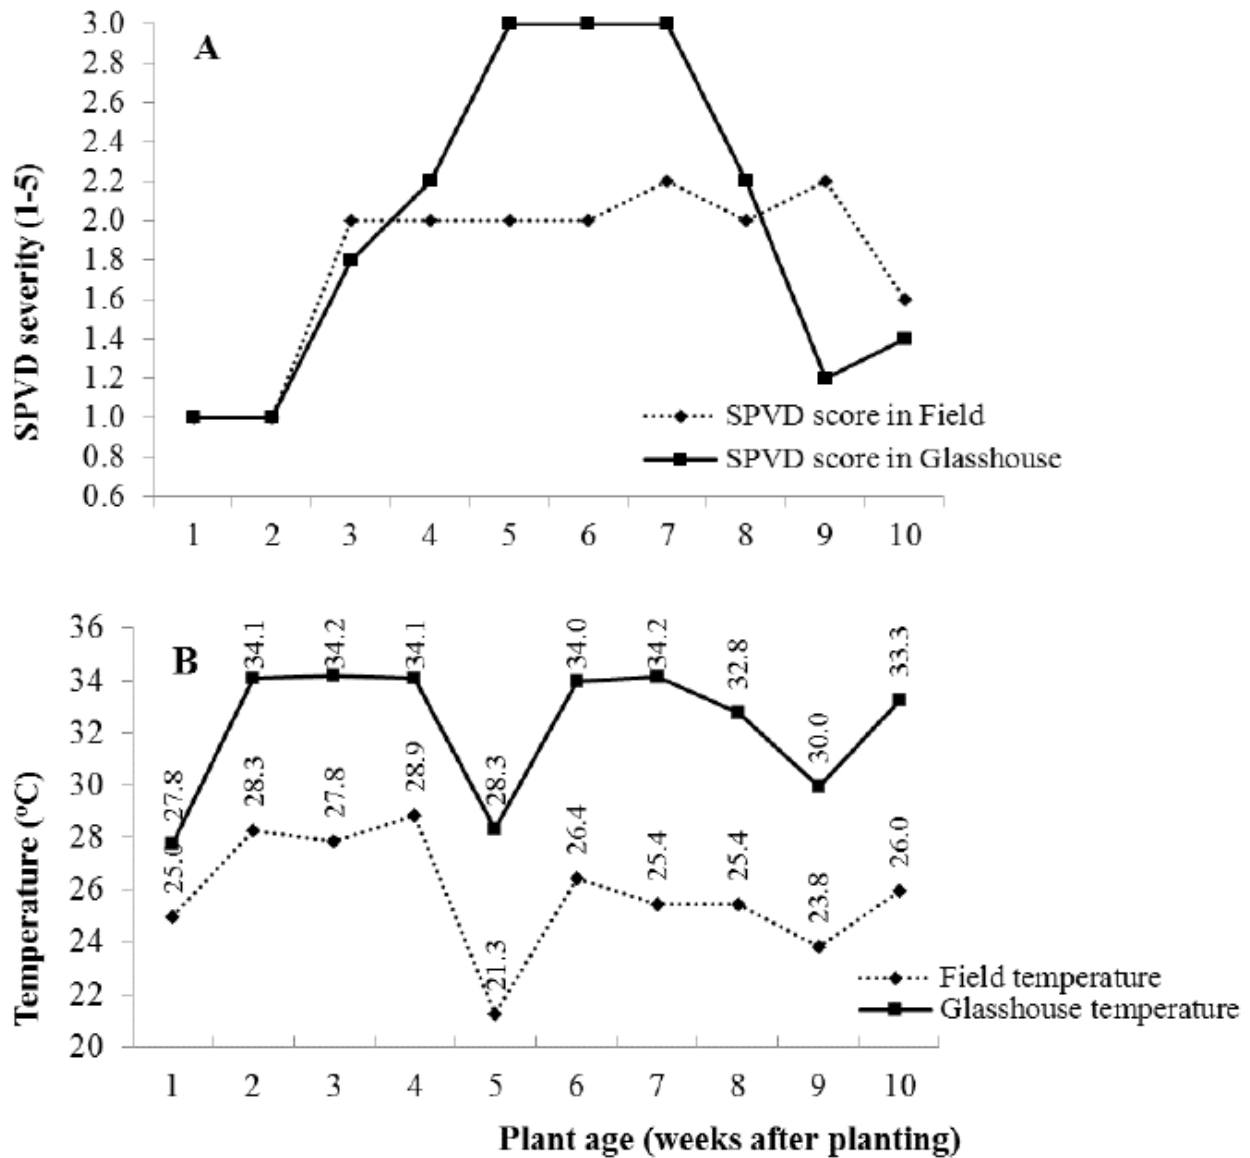 A
SPVD severity (1-5)
3.0
2.8
2.6
2.4
2.2
2.0
1.8
1.6
1.4
1.2
1.0
0.8
0.6
SPVD score in Field
SPVD score in Glasshouse
1 2 3 4 5 6 7 8 9 10
B
Temperature (ºC)
36
34
32
30
28
26
24
22
20
27.8 34.1 34.2 34.1 28.3 34.0 34.2 32.8 30.0 33.3
25.0 28.3 27.8 28.9 21.3 26.4 25.4 25.4 23.8 26.0
Field temperature
Glasshouse temperature
1 2 3 4 5 6 7 8 9 10
Plant age (weeks after planting)